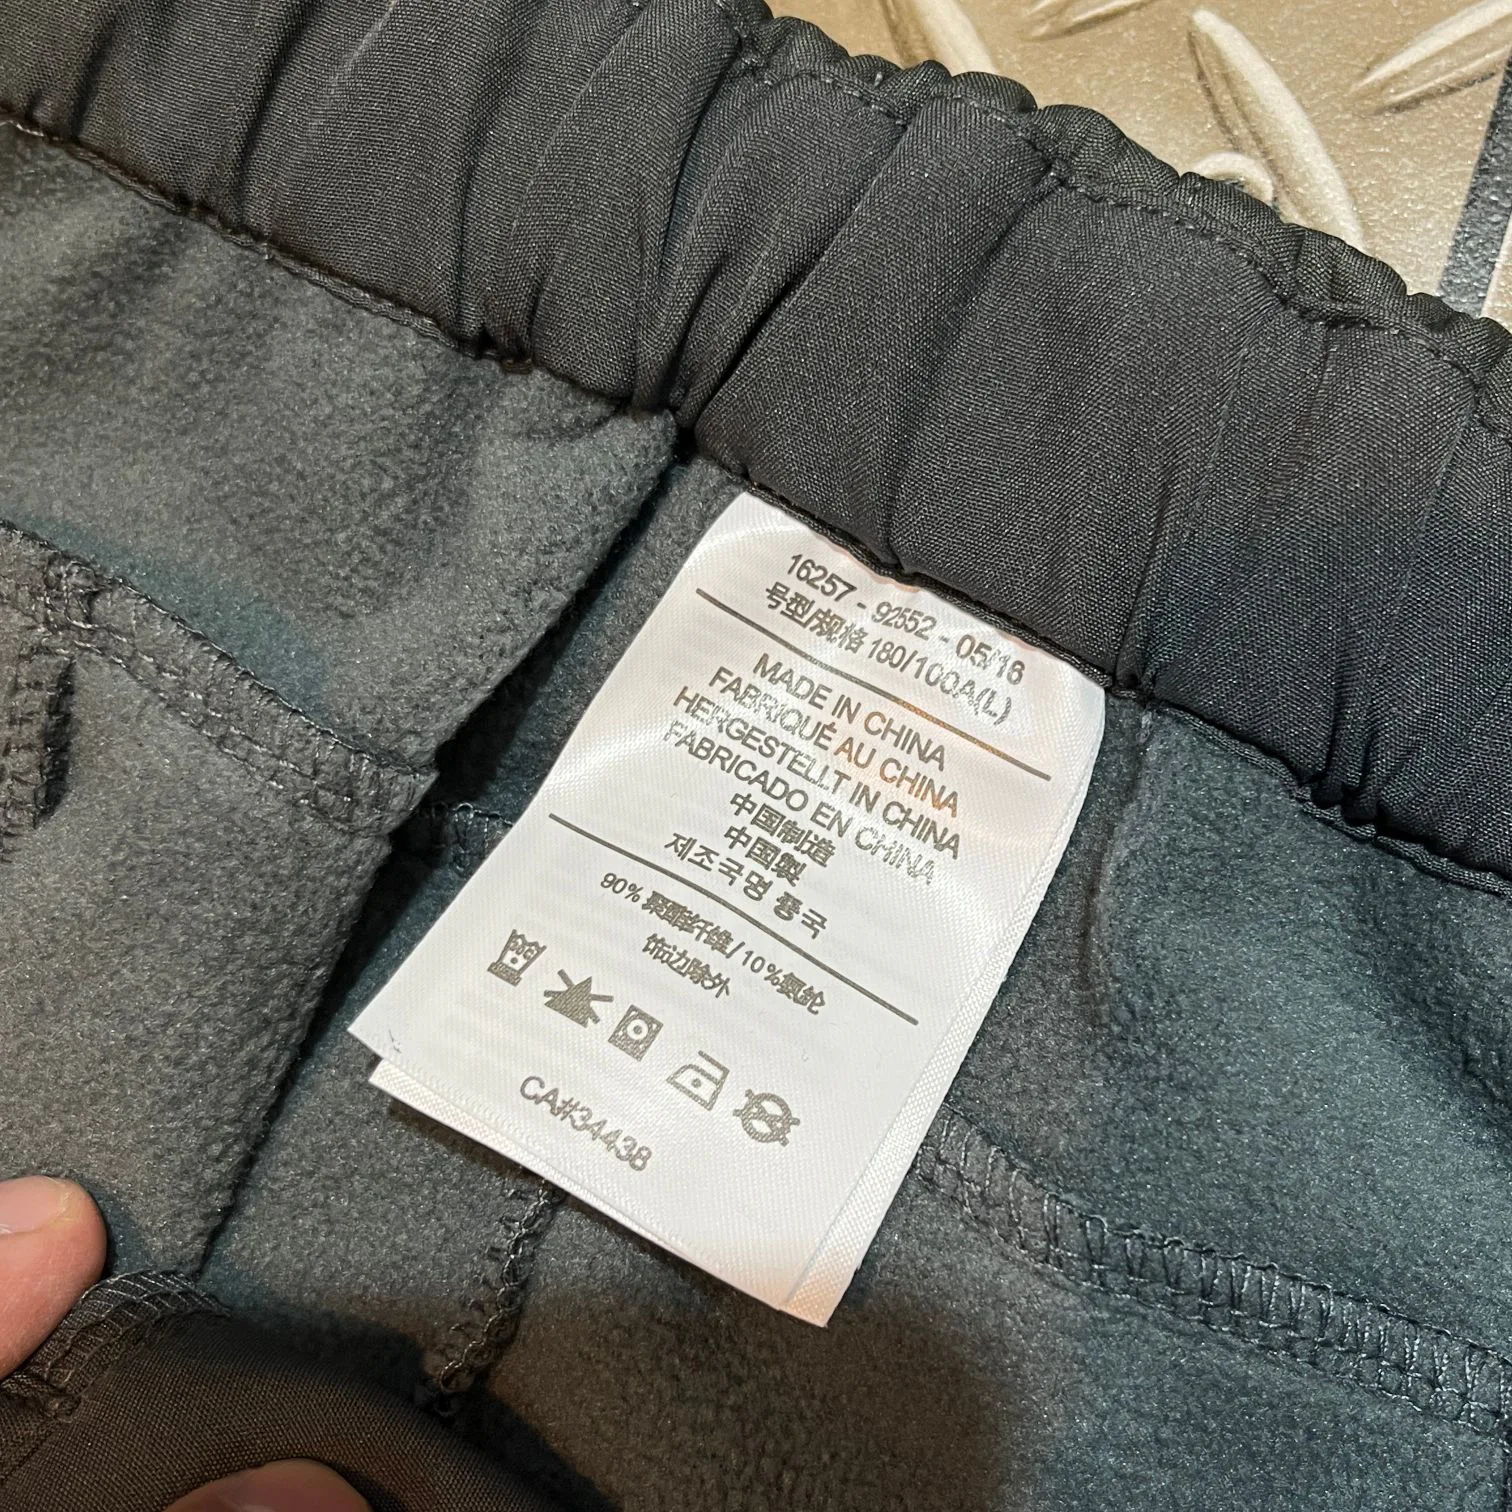 16257 - 92552 - 05/18
号型/规格 180/100A(L)
MADE IN CHINA
FABRIQUÉ AU CHINA
HERGESTELLT IN CHINA
FABRICADO EN CHINA
中国制造
中国製
제조국명 중국
90% 聚酯纤维 / 10%氨纶
饰边除外
CA#34438